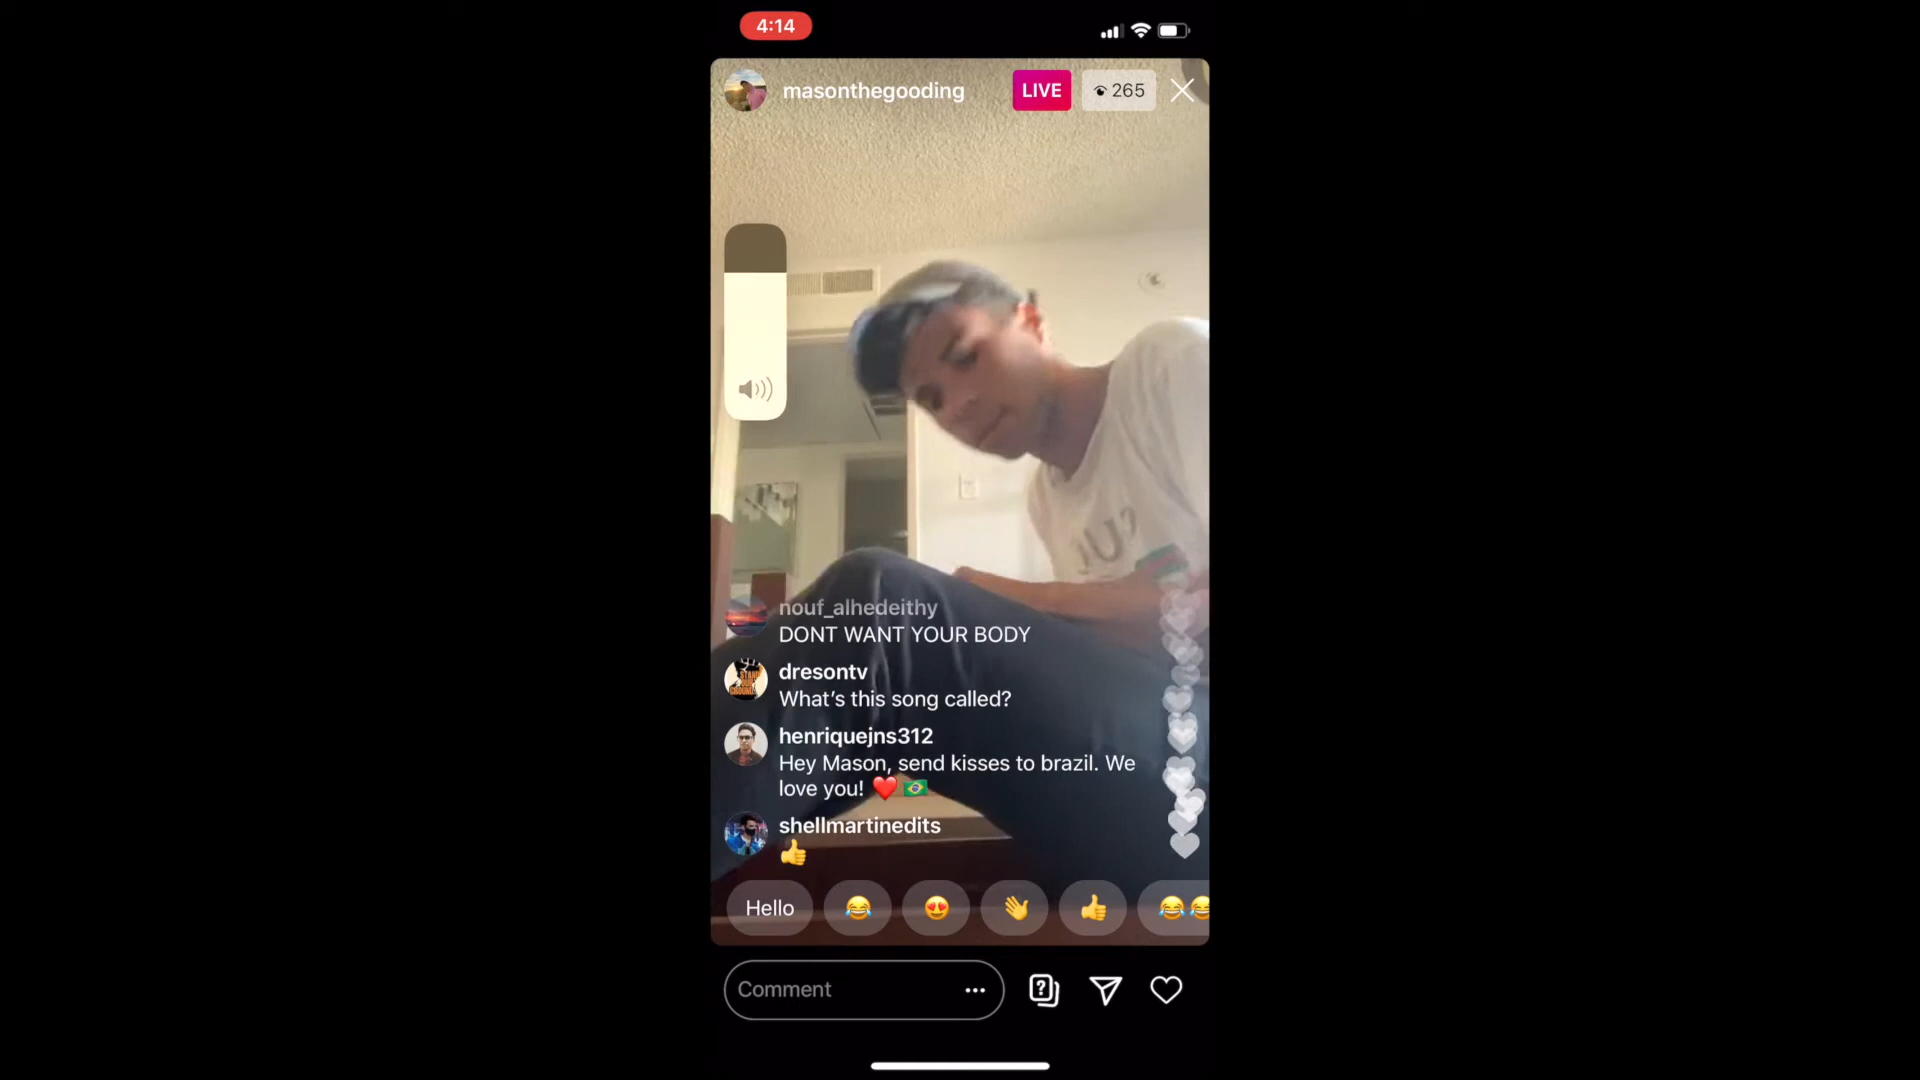 4:14
masonthegooding
LIVE
265
nouf_alhedeithy
DONT WANT YOUR BODY
dresontv
What's this song called?
henriquejns312
Hey Mason, send kisses to brazil. We
love you! ❤️🇧🇷
shellmartinedits
👍
Hello 😂 😍 👋 👍 😂😂
Comment